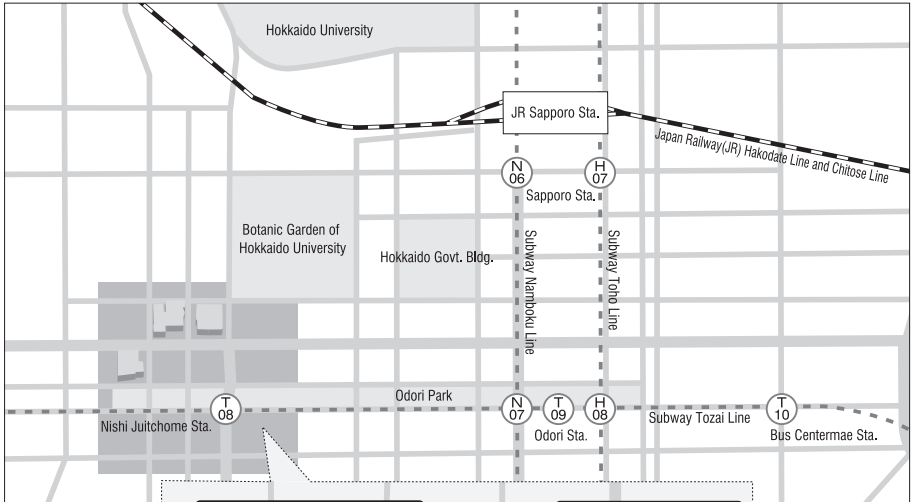 Hokkaido University
JR Sapporo Sta.
Japan Railway(JR) Hakodate Line and Chitose Line
N
06
H
07
Sapporo Sta.
Botanic Garden of
Hokkaido University
Hokkaido Govt. Bldg.
Subway Namboku Line
Subway Toho Line
Odori Park
T
08
N
07
T
09
H
08
T
10
Nishi Juitchome Sta.
Odori Sta.
Subway Tozai Line
Bus Centermae Sta.